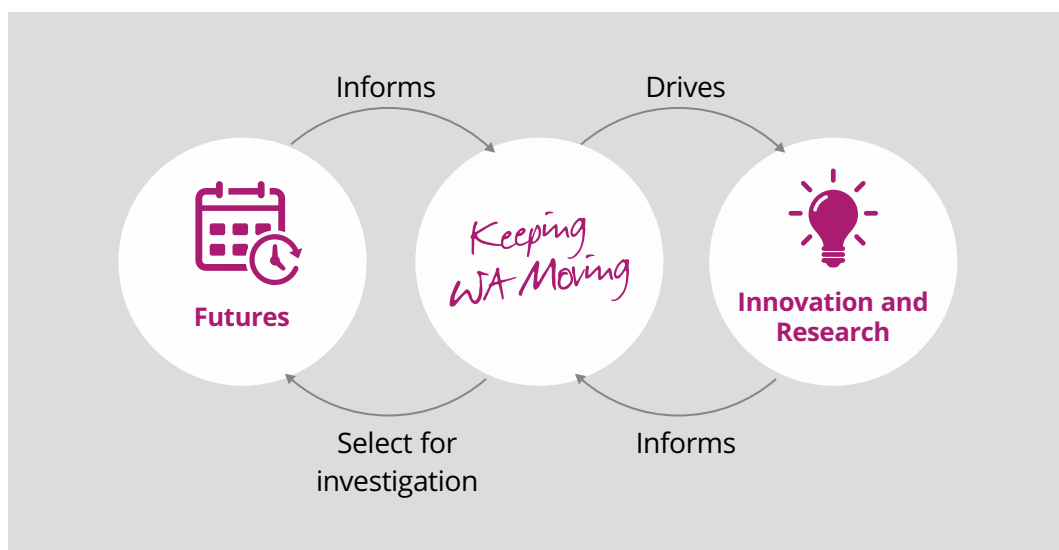 Informs
Drives
Futures
Keeping
WA Moving
Innovation and
Research
Select for
investigation
Informs